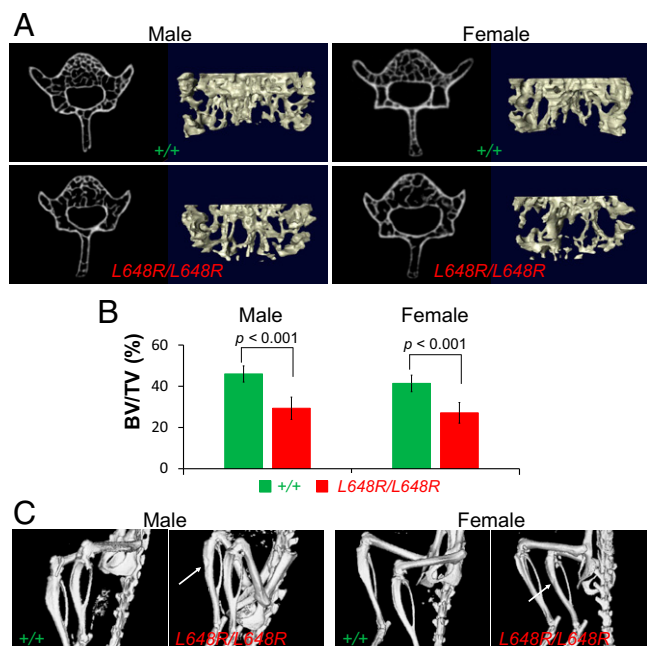 A
Male Female
+/+ +/+
L648R/L648R L648R/L648R
B
Male Female
p < 0.001 p < 0.001
BV/TV (%)
60
40
20
0
+/+ L648R/L648R
C
Male Female
+/+ L648R/L648R +/+ L648R/L648R